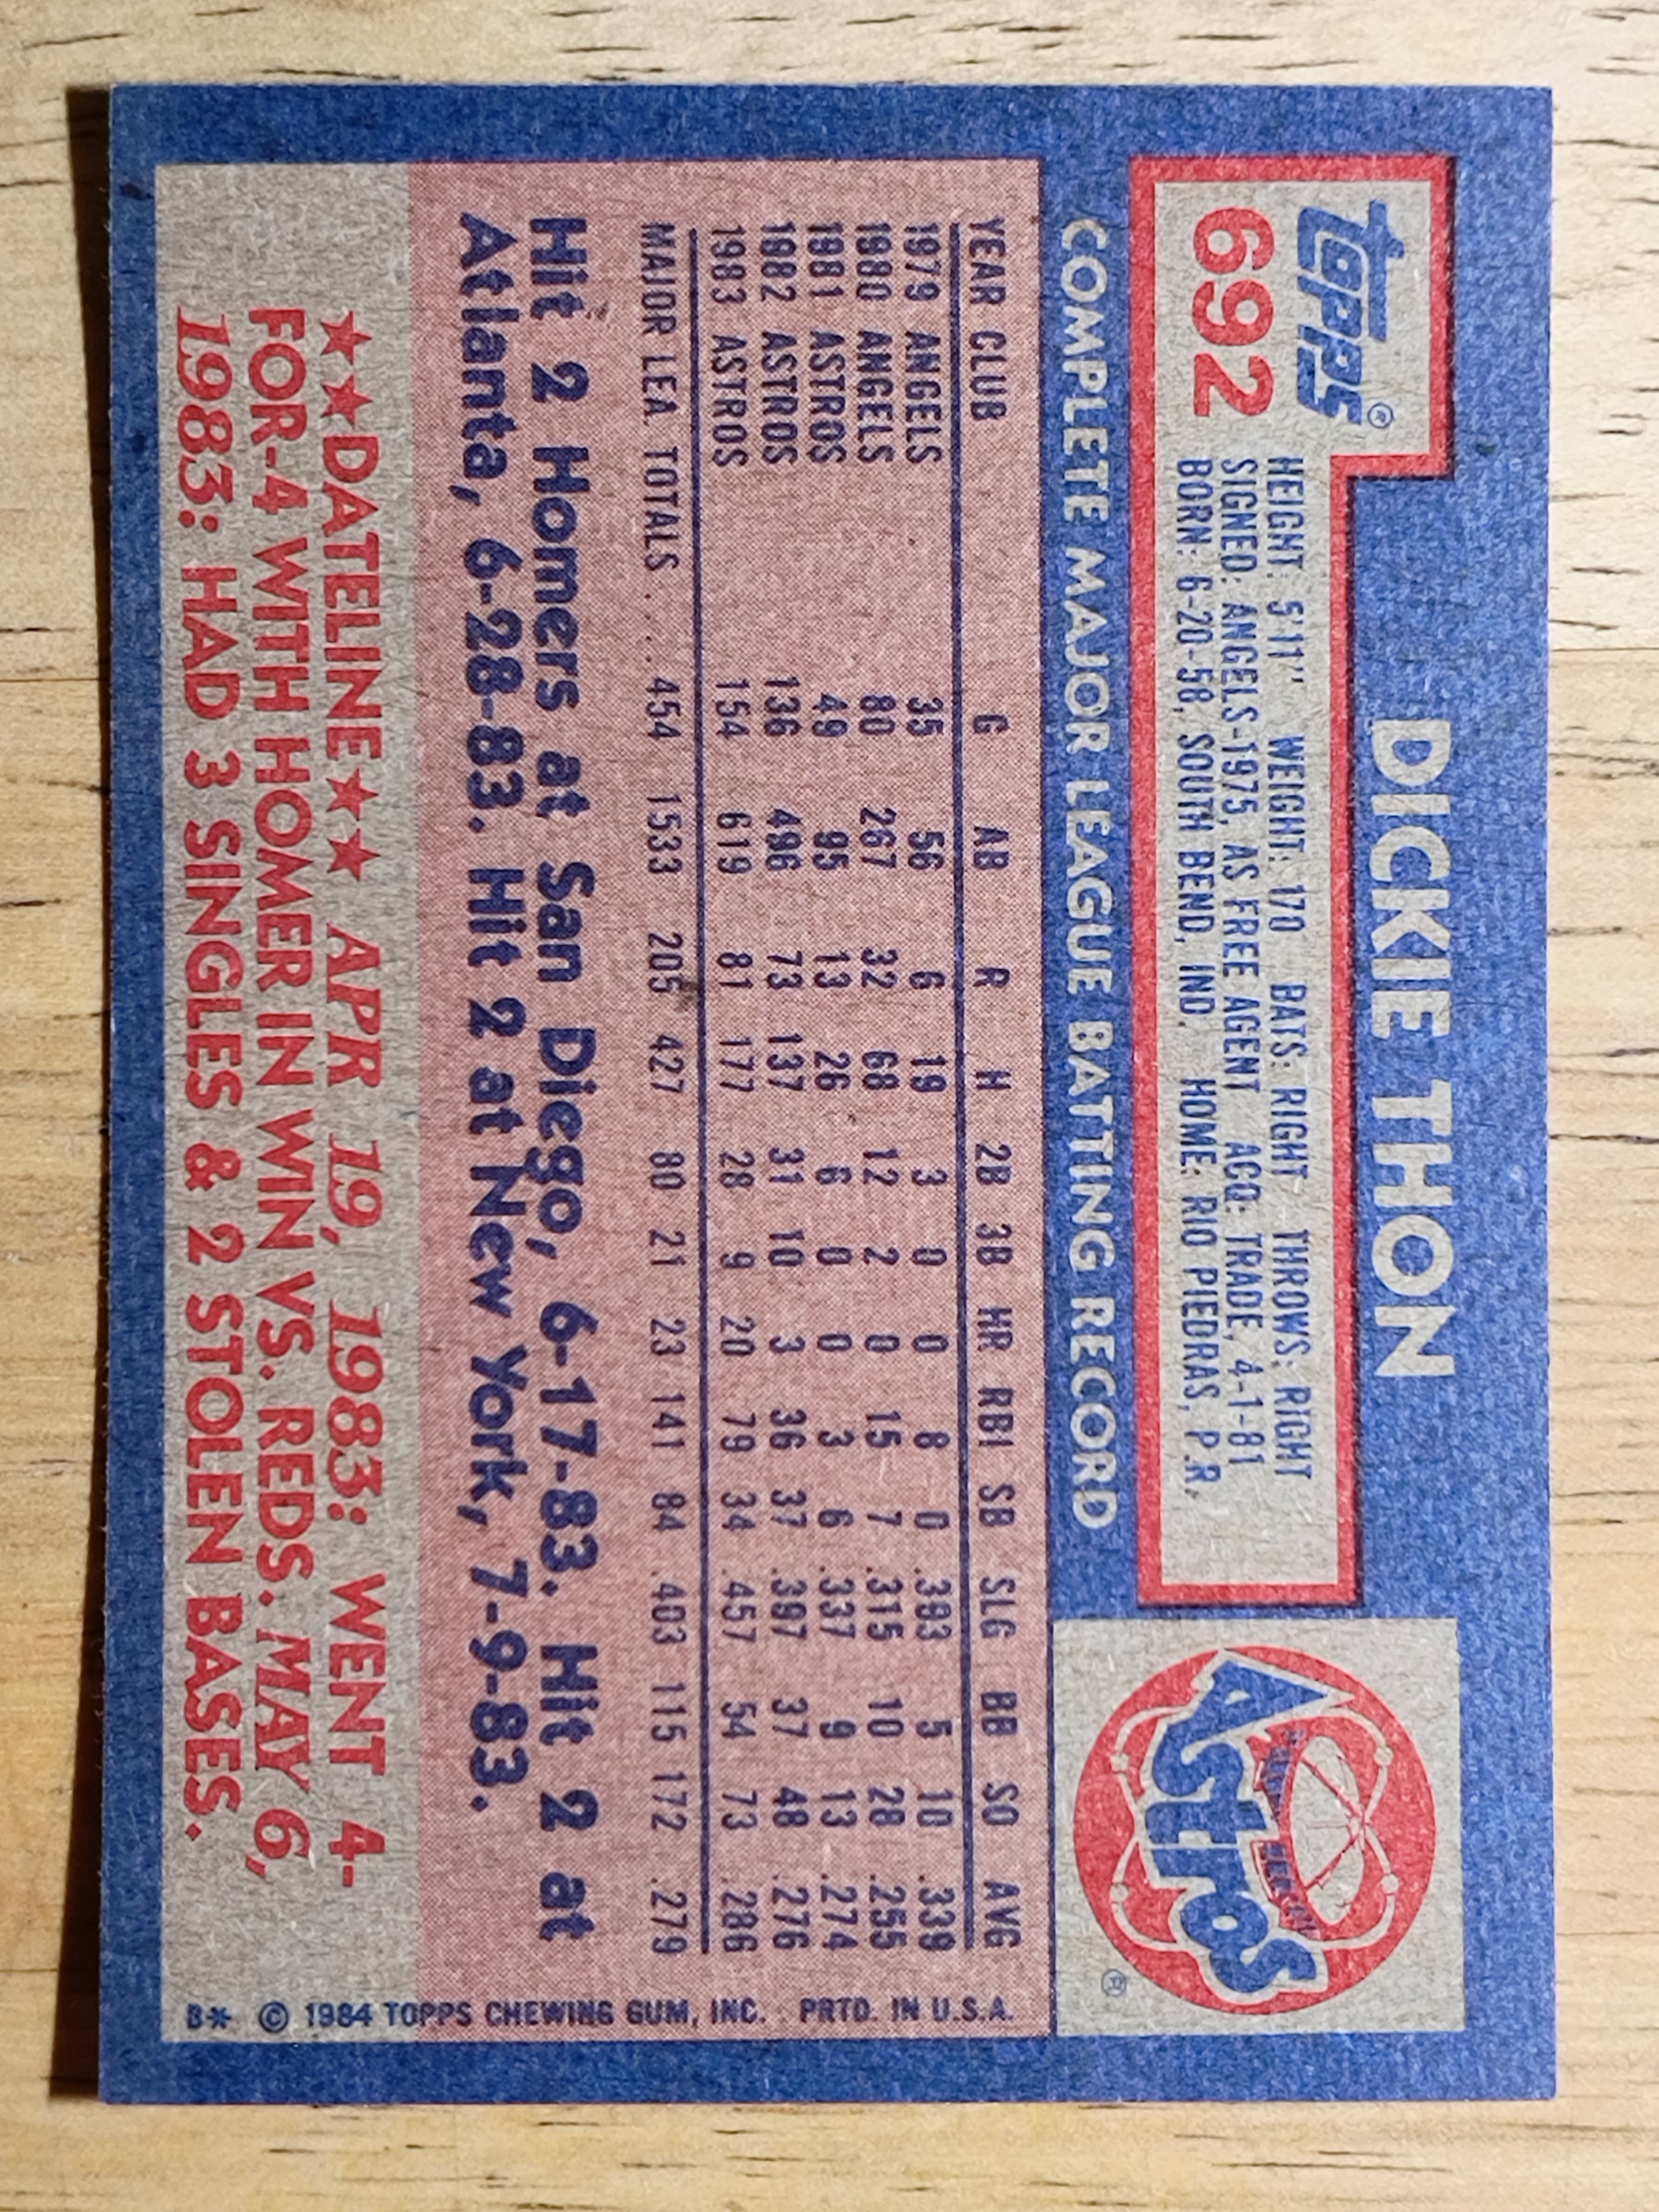 DICKIE THON
Topps®
692
HEIGHT: 5'11" WEIGHT: 170 BATS: RIGHT THROWS: RIGHT
SIGNED: ANGELS-1975, AS FREE AGENT ACQ: TRADE, 4-1-81
BORN: 6-20-58, SOUTH BEND, IND. HOME: RIO PIEDRAS, P.R.
ASTROS
®
COMPLETE MAJOR LEAGUE BATTING RECORD
YEAR CLUB G AB R H 2B 3B HR RBI SB SLG BB SO AVG
1979 ANGELS 35 56 6 19 3 0 0 8 0 .393 5 10 .339
1980 ANGELS 80 267 32 68 12 2 0 15 7 .315 10 28 .255
1981 ASTROS 49 95 13 26 6 0 0 3 6 .337 9 13 .274
1982 ASTROS 136 496 73 137 31 10 3 36 37 .397 37 48 .276
1983 ASTROS 154 619 81 177 28 9 20 79 34 .457 54 73 .286
MAJOR LEA. TOTALS .... 454 1533 205 427 80 21 23 141 84 .403 115 172 .279
Hit 2 Homers at San Diego, 6-17-83. Hit 2 at
Atlanta, 6-28-83. Hit 2 at New York, 7-9-83.
★★DATELINE★★ APR 19, 1983: WENT 4-
FOR-4 WITH HOMER IN WIN VS. REDS. MAY 6,
1983: HAD 3 SINGLES & 2 STOLEN BASES.
B* © 1984 TOPPS CHEWING GUM, INC. PRTD. IN U.S.A.